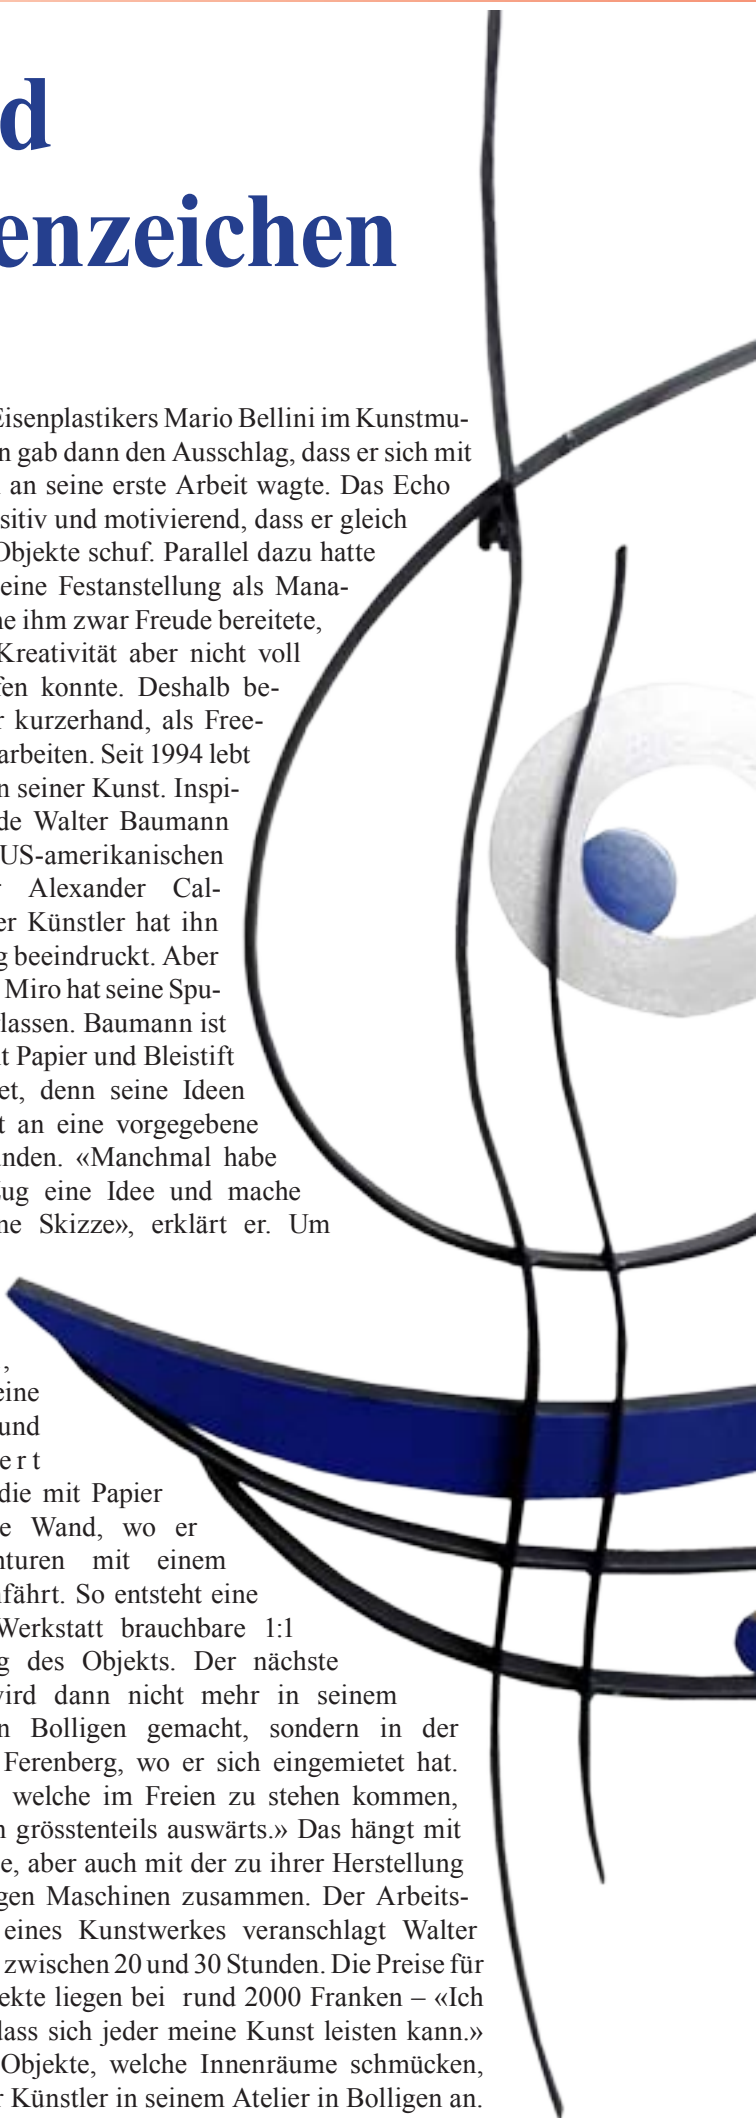 d
enzeichen
Eisenplastikers Mario Bellini im Kunstmu-
n gab dann den Ausschlag, dass er sich mit
an seine erste Arbeit wagte. Das Echo
sitiv und motivierend, dass er gleich
Objekte schuf. Parallel dazu hatte
eine Festanstellung als Mana-
he ihm zwar Freude bereitete,
Kreativität aber nicht voll
fen konnte. Deshalb be-
r kurzerhand, als Free-
arbeiten. Seit 1994 lebt
n seiner Kunst. Inspi-
de Walter Baumann
US-amerikanischen
r Alexander Cal-
er Künstler hat ihn
g beeindruckt. Aber
Miro hat seine Spu-
lassen. Baumann ist
t Papier und Bleistift
et, denn seine Ideen
t an eine vorgegebene
unden. «Manchmal habe
ug eine Idee und mache
ne Skizze», erklärt er. Um
,
eine
und
ert
die mit Papier
e Wand, wo er
nturen mit einem
fährt. So entsteht eine
Werkstatt brauchbare 1:1
g des Objekts. Der nächste
wird dann nicht mehr in seinem
n Bolligen gemacht, sondern in der
Ferenberg, wo er sich eingemietet hat.
welche im Freien zu stehen kommen,
n grösstenteils auswärts.» Das hängt mit
e, aber auch mit der zu ihrer Herstellung
gen Maschinen zusammen. Der Arbeits-
eines Kunstwerkes veranschlagt Walter
zwischen 20 und 30 Stunden. Die Preise für
ekte liegen bei rund 2000 Franken – «Ich
dass sich jeder meine Kunst leisten kann.»
Objekte, welche Innenräume schmücken,
r Künstler in seinem Atelier in Bolligen an.